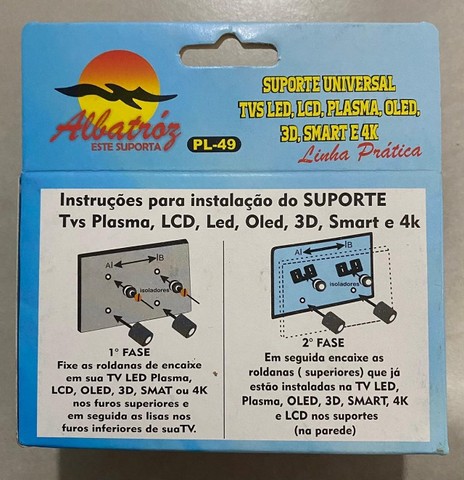 Albatróz
ESTE SUPORTA
PL-49
SUPORTE UNIVERSAL
TVS LED, LCD, PLASMA, OLED,
3D, SMART E 4K
Linha Prática
Instruções para instalação do SUPORTE
Tvs Plasma, LCD, Led, Oled, 3D, Smart e 4k
A B
isoladores
1° FASE
Fixe as roldanas de encaixe
em sua TV LED Plasma,
LCD, OLED, 3D, SMAT ou 4K
nos furos superiores e
em seguida as lisas nos
furos inferiores de suaTV.
A B
isoladores
2° FASE
Em seguida encaixe as
roldanas ( superiores) que já
estão instaladas na TV LED,
Plasma, OLED, 3D, SMART, 4K
e LCD nos suportes
(na parede)